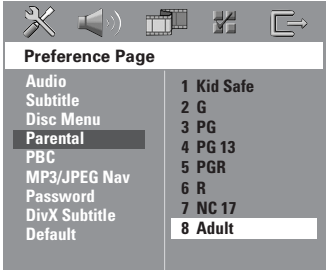 Preference Page
Audio
Subtitle
Disc Menu
Parental
PBC
MP3/JPEG Nav
Password
DivX Subtitle
Default
1 Kid Safe
2 G
3 PG
4 PG 13
5 PGR
6 R
7 NC 17
8 Adult